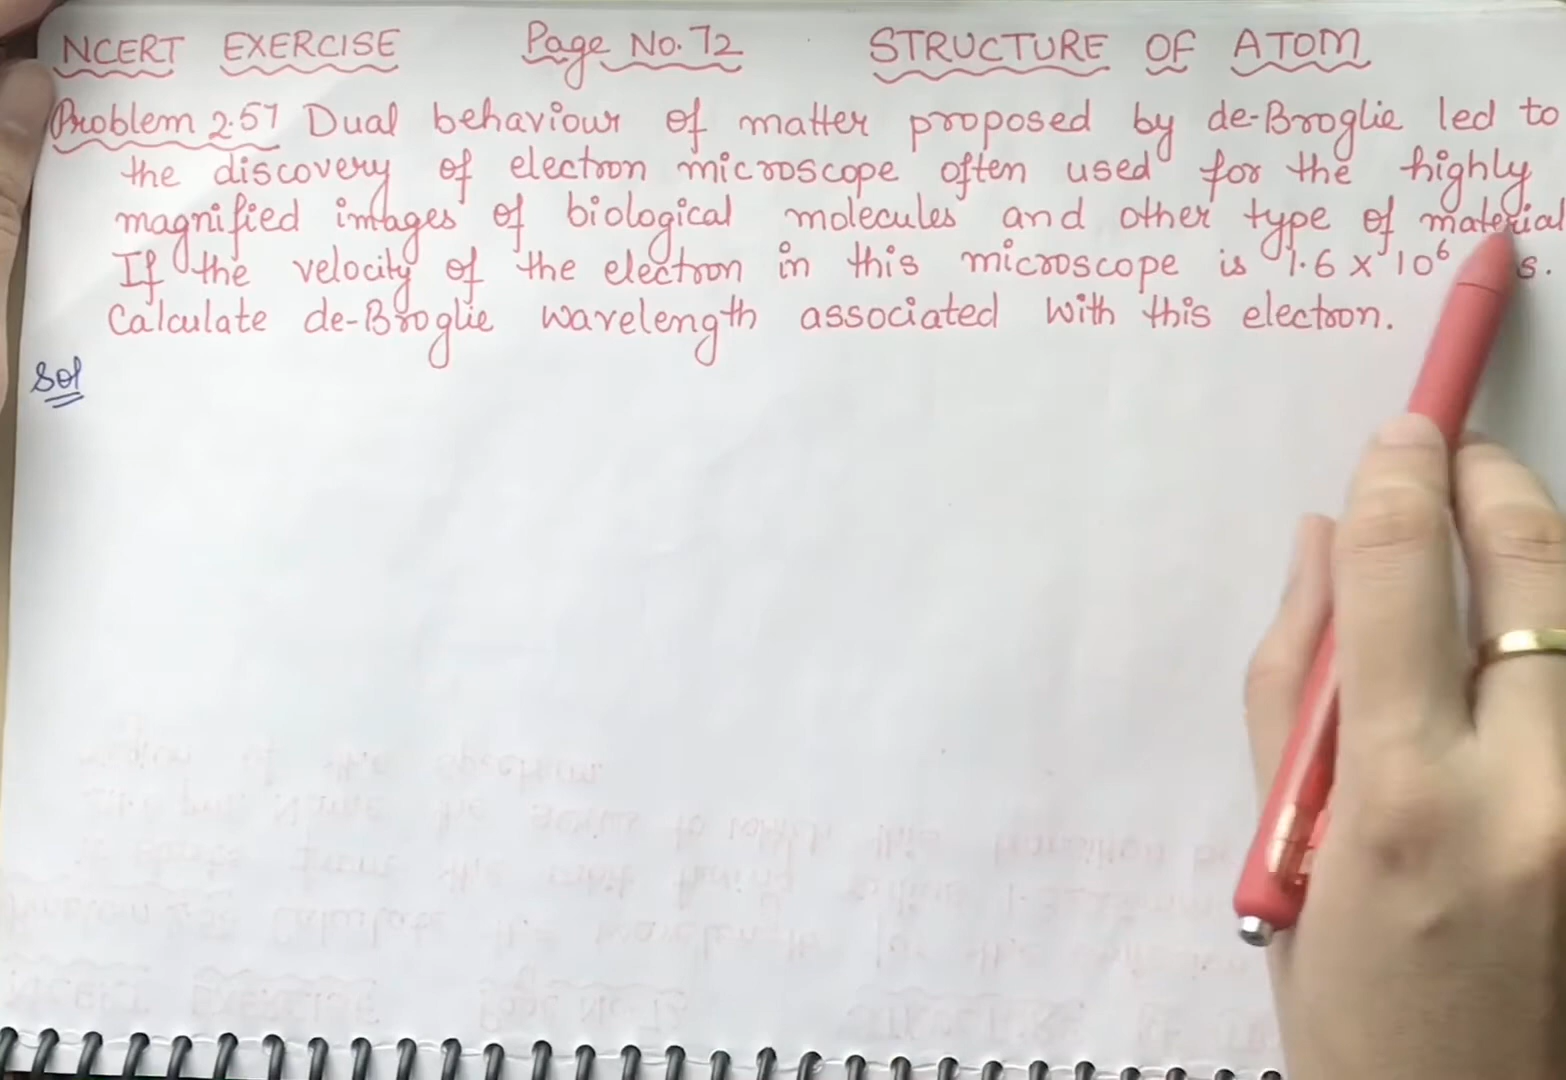 NCERT EXERCISE Page No. 72 STRUCTURE OF ATOM
Problem 2.57 Dual behaviour of matter proposed by de-Broglie led to
the discovery of electron microscope often used for the highly
magnified images of biological molecules and other type of material
If the velocity of the electron in this microscope is 1.6 x 10⁶ s.
Calculate de-Broglie wavelength associated with this electron.
Sol